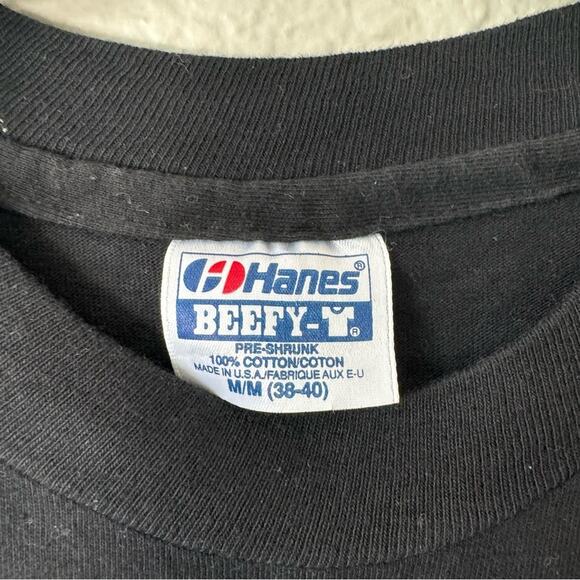 Hanes®
BEEFY-T®
PRE-SHRUNK
100% COTTON/COTON
MADE IN U.S.A/FABRIQUE AUX E-U
M/M (38-40)